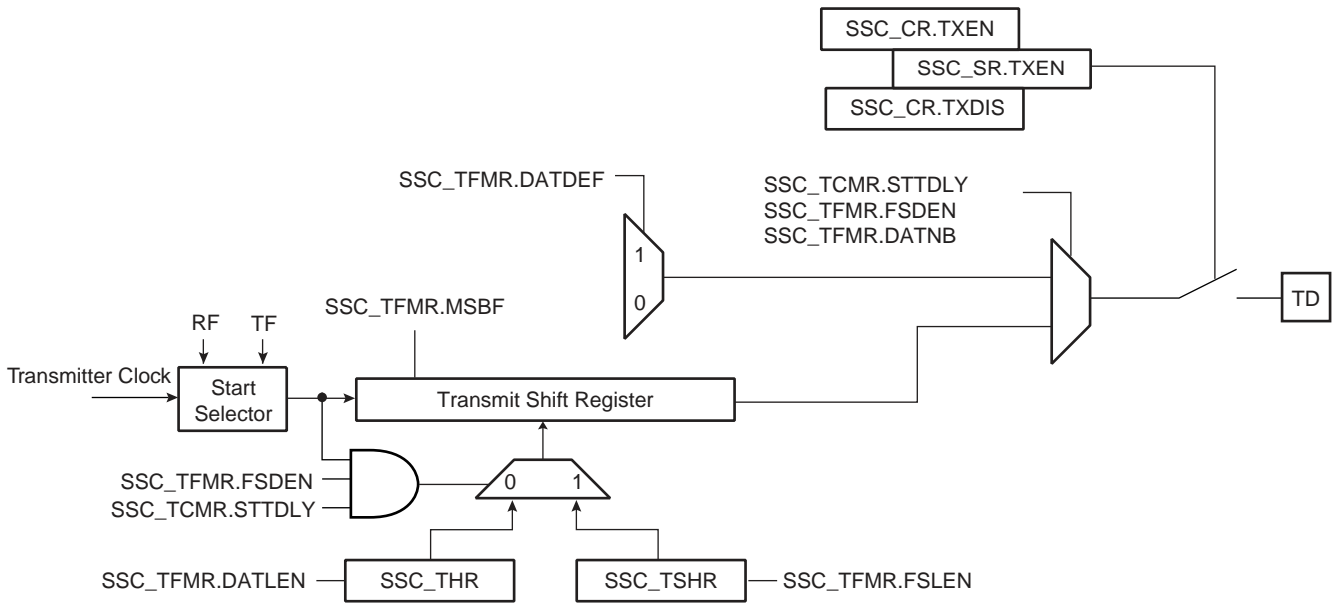 SSC_CR.TXEN
SSC_SR.TXEN
SSC_CR.TXDIS
SSC_TFMR.DATDEF
SSC_TCMR.STTDLY
SSC_TFMR.FSDEN
SSC_TFMR.DATNB
1
0
TD
SSC_TFMR.MSBF
RF TF
Transmitter Clock
Start
Selector
Transmit Shift Register
SSC_TFMR.FSDEN
SSC_TCMR.STTDLY
0 1
SSC_TFMR.DATLEN
SSC_THR
SSC_TSHR
SSC_TFMR.FSLEN